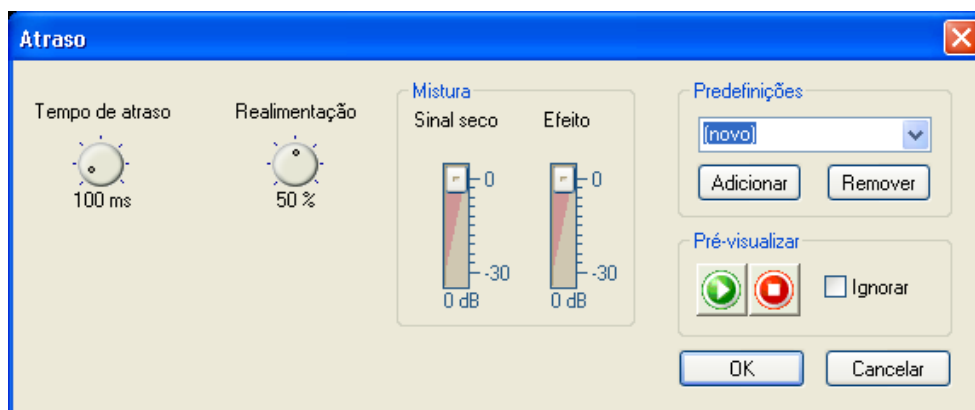 Atraso
Tempo de atraso
100 ms
Realimentação
50 %
Mistura
Sinal seco
Efeito
0
-30
0 dB
0
-30
0 dB
Predefinições
(novo)
Adicionar
Remover
Pré-visualizar
Ignorar
OK
Cancelar